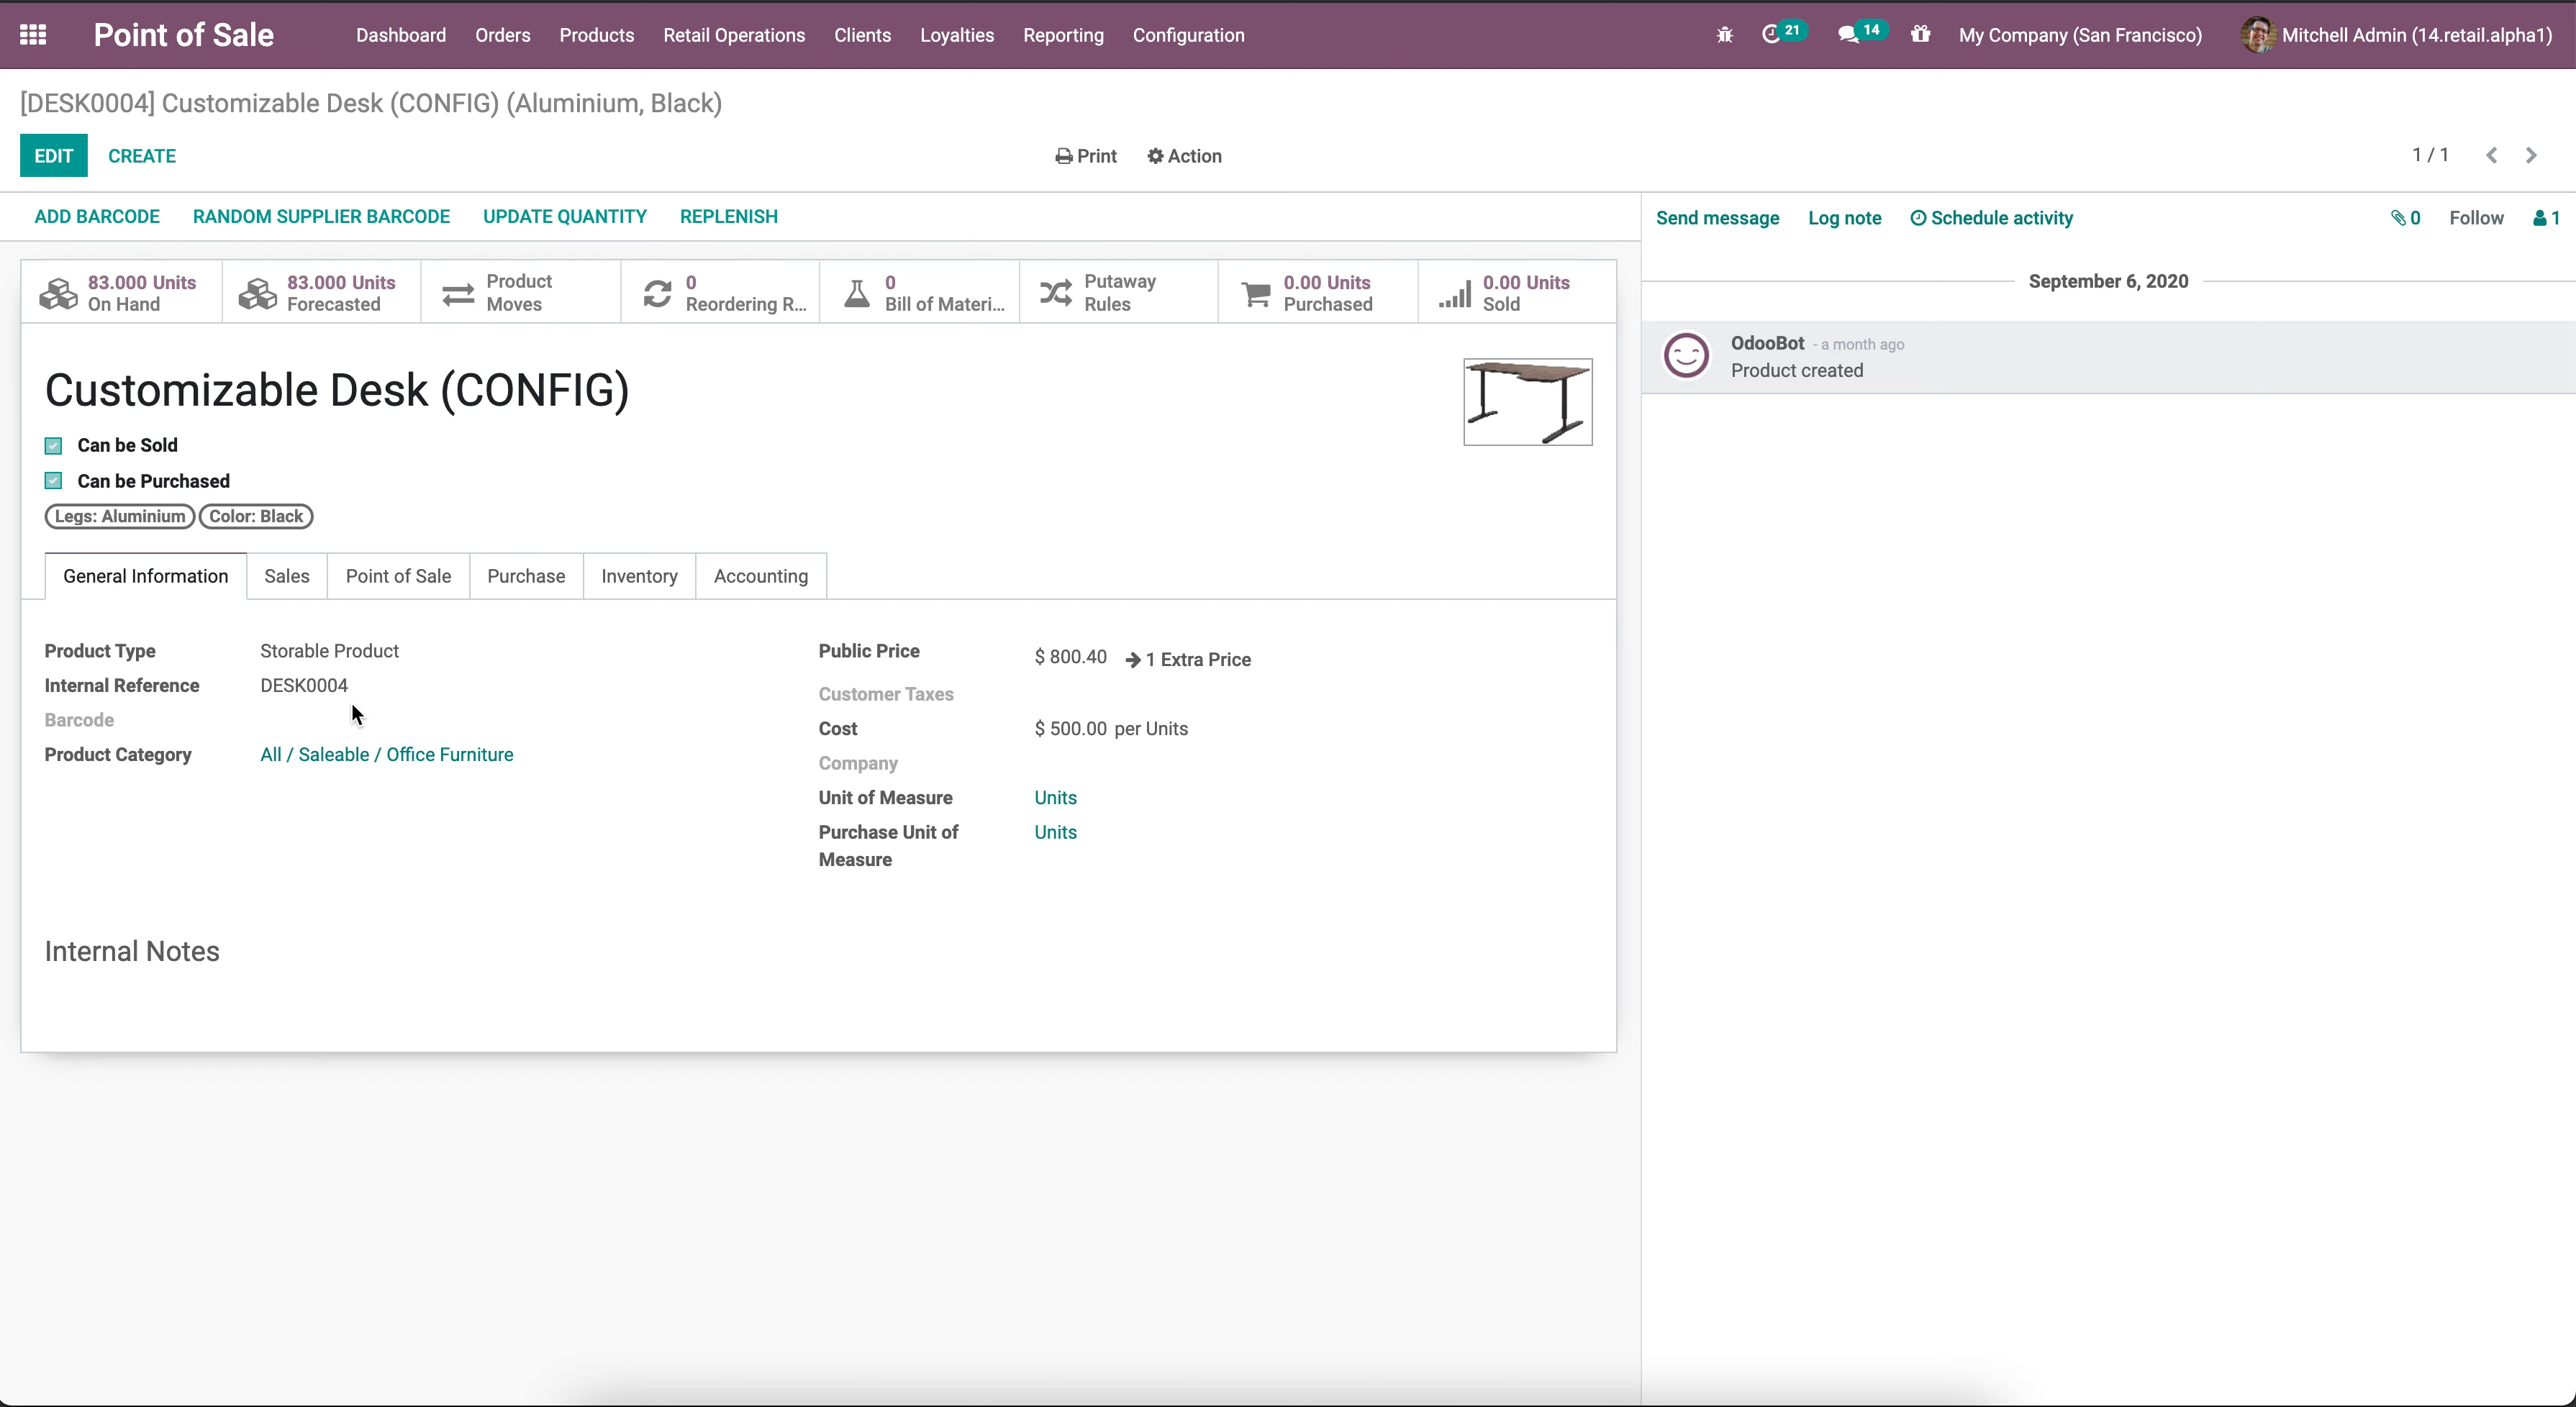 Point of Sale Dashboard Orders Products Retail Operations Clients Loyalties Reporting Configuration 21 14 My Company (San Francisco) Mitchell Admin (14.retail.alpha1)
[DESK0004] Customizable Desk (CONFIG) (Aluminium, Black)
EDIT CREATE Print Action 1 / 1
ADD BARCODE RANDOM SUPPLIER BARCODE UPDATE QUANTITY REPLENISH
83.000 Units
On Hand
83.000 Units
Forecasted
Product
Moves
0
Reordering R...
0
Bill of Materi...
Putaway
Rules
0.00 Units
Purchased
0.00 Units
Sold
Customizable Desk (CONFIG)
Can be Sold
Can be Purchased
Legs: Aluminium Color: Black
General Information Sales Point of Sale Purchase Inventory Accounting
Product Type Storable Product
Internal Reference DESK0004
Barcode
Product Category All / Saleable / Office Furniture
Public Price $ 800.40 1 Extra Price
Customer Taxes
Cost $ 500.00 per Units
Company
Unit of Measure Units
Purchase Unit of Units
Measure
Internal Notes
Send message Log note Schedule activity 0 Follow 1
September 6, 2020
OdooBot - a month ago
Product created